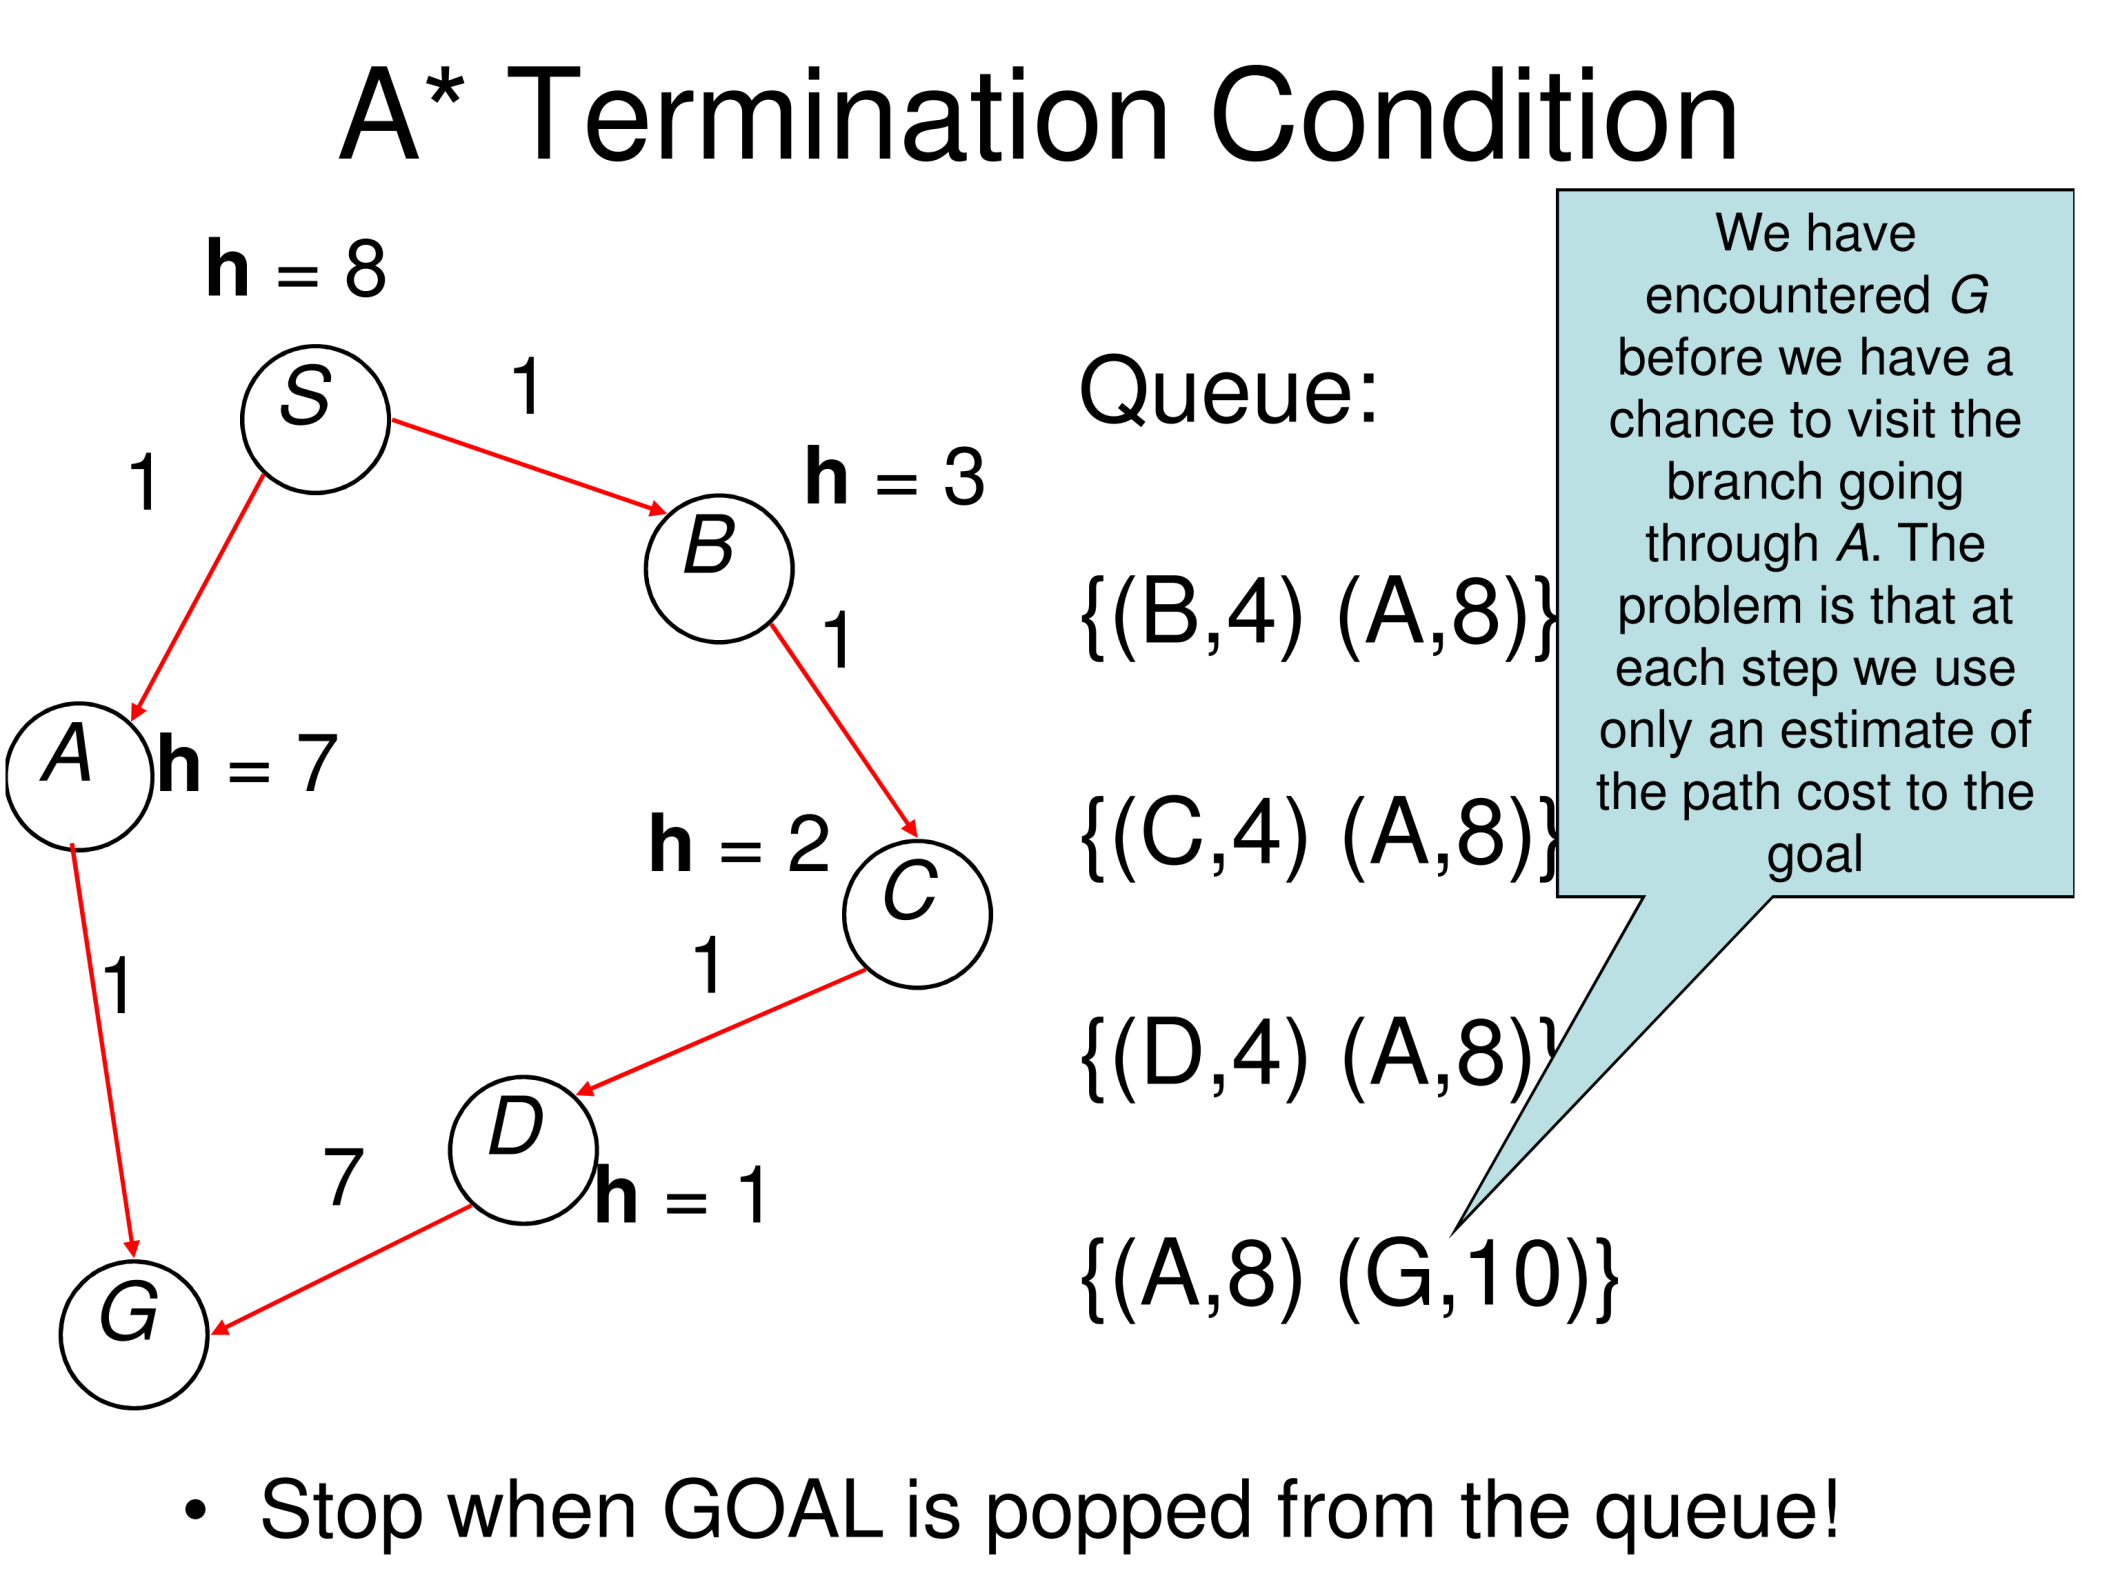 A* Termination Condition
h = 8
S
1
1
h = 3
B
1
A
h = 7
h = 2
C
1
1
D
7
h = 1
G
Queue:
{(B,4) (A,8)}
{(C,4) (A,8)}
{(D,4) (A,8)}
{(A,8) (G,10)}
We have
encountered G
before we have a
chance to visit the
branch going
through A. The
problem is that at
each step we use
only an estimate of
the path cost to the
goal
• Stop when GOAL is popped from the queue!